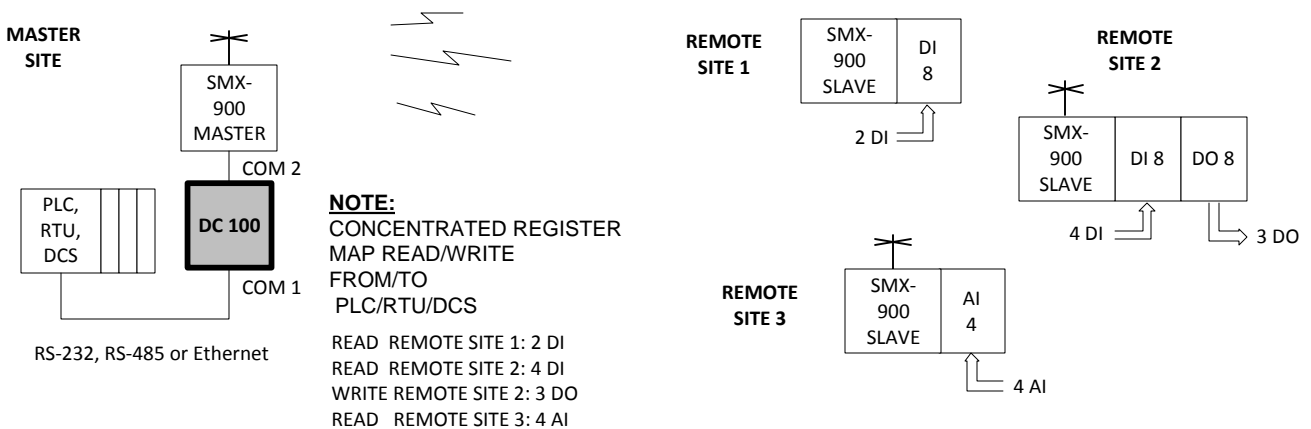 MASTER
SITE
SMX-
900
MASTER
COM 2
PLC,
RTU,
DCS
DC 100
COM 1
RS-232, RS-485 or Ethernet
NOTE:
CONCENTRATED REGISTER
MAP READ/WRITE
FROM/TO
PLC/RTU/DCS
READ REMOTE SITE 1: 2 DI
READ REMOTE SITE 2: 4 DI
WRITE REMOTE SITE 2: 3 DO
READ REMOTE SITE 3: 4 AI
REMOTE
SITE 1
SMX-
900
SLAVE
DI
8
2 DI
REMOTE
SITE 2
SMX-
900
SLAVE
DI 8
DO 8
4 DI
3 DO
REMOTE
SITE 3
SMX-
900
SLAVE
AI
4
4 AI